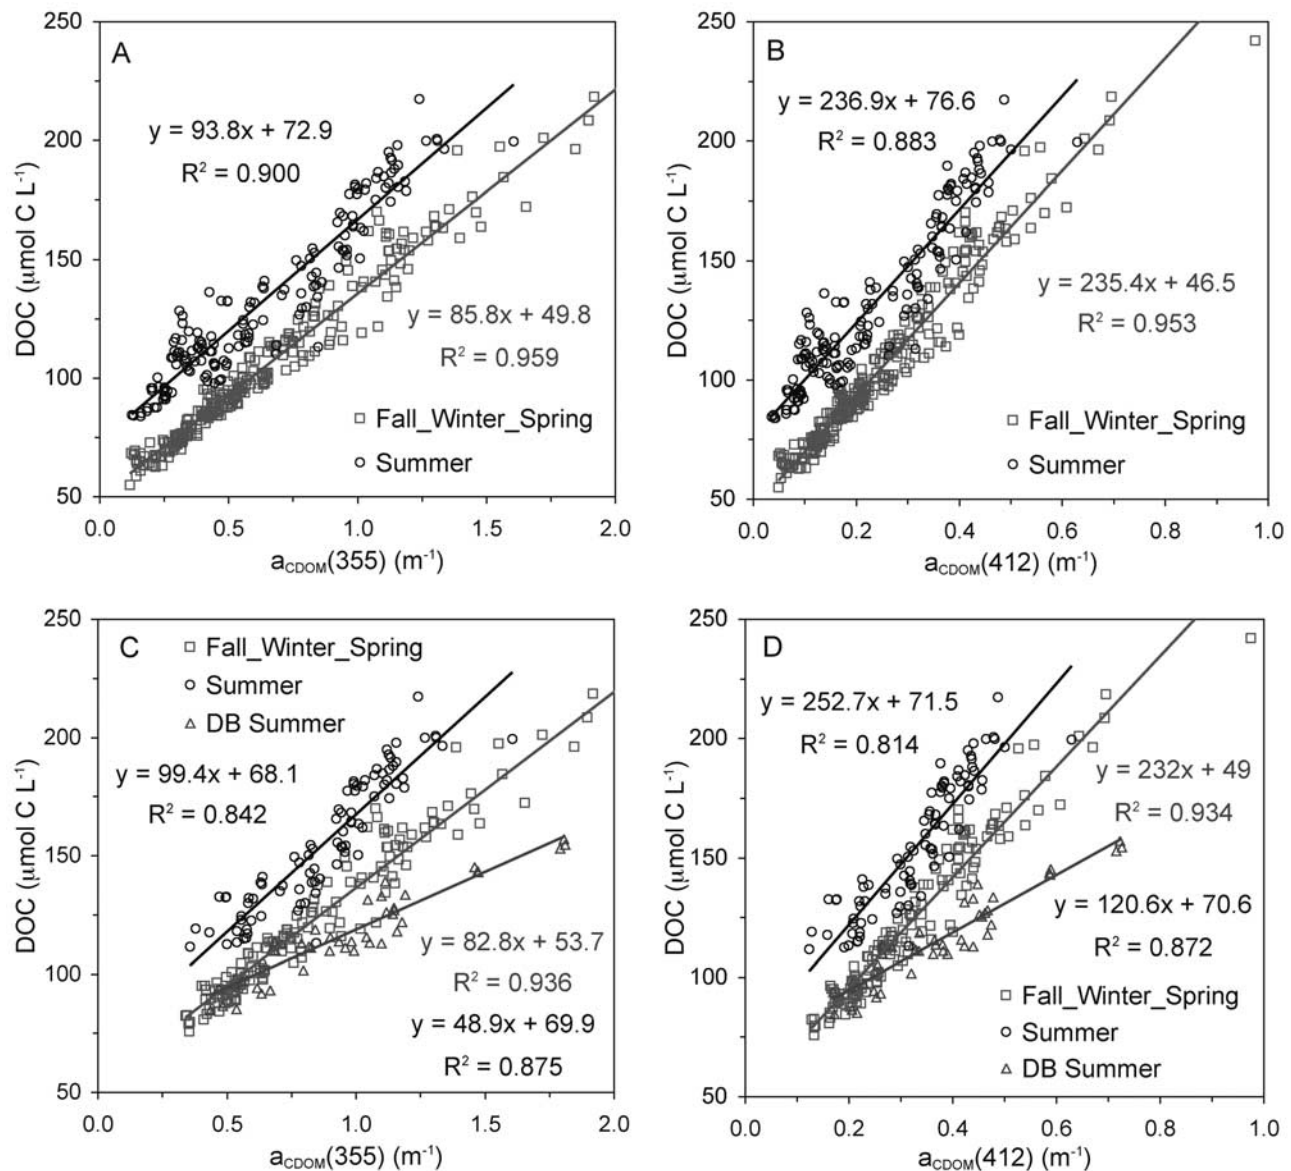 A
y = 93.8x + 72.9
R² = 0.900
y = 85.8x + 49.8
R² = 0.959
Fall_Winter_Spring
Summer
250
200
150
100
50
0.0 0.5 1.0 1.5 2.0
DOC (μmol C L⁻¹)
aCDOM(355) (m⁻¹)
B
y = 236.9x + 76.6
R² = 0.883
y = 235.4x + 46.5
R² = 0.953
Fall_Winter_Spring
Summer
250
200
150
100
50
0.0 0.2 0.4 0.6 0.8 1.0
DOC (μmol C L⁻¹)
aCDOM(412) (m⁻¹)
C
Fall_Winter_Spring
Summer
DB Summer
y = 99.4x + 68.1
R² = 0.842
y = 82.8x + 53.7
R² = 0.936
y = 48.9x + 69.9
R² = 0.875
250
200
150
100
50
0.0 0.5 1.0 1.5 2.0
DOC (μmol C L⁻¹)
aCDOM(355) (m⁻¹)
D
y = 252.7x + 71.5
R² = 0.814
y = 232x + 49
R² = 0.934
y = 120.6x + 70.6
R² = 0.872
Fall_Winter_Spring
Summer
DB Summer
250
200
150
100
50
0.0 0.2 0.4 0.6 0.8 1.0
DOC (μmol C L⁻¹)
aCDOM(412) (m⁻¹)